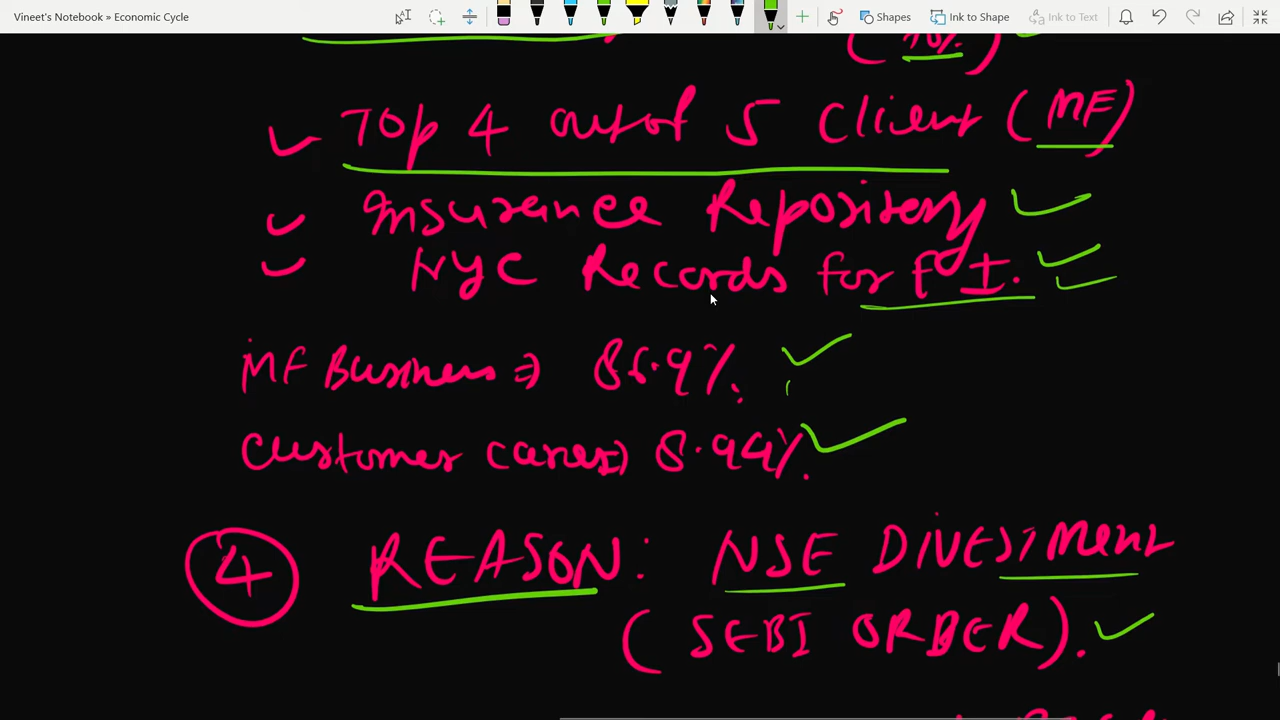 Vineet's Notebook » Economic Cycle
Shapes
Ink to Shape
Ink to Text
Top 4 out of 5 Client (MF)
Insurance Repository
KYC Records for F I.
MF Business ⇒ 86.9%.
Customer care ⇒ 8.94%.
4 REASON: NSE DIVESTMENT
(SEBI ORDER).